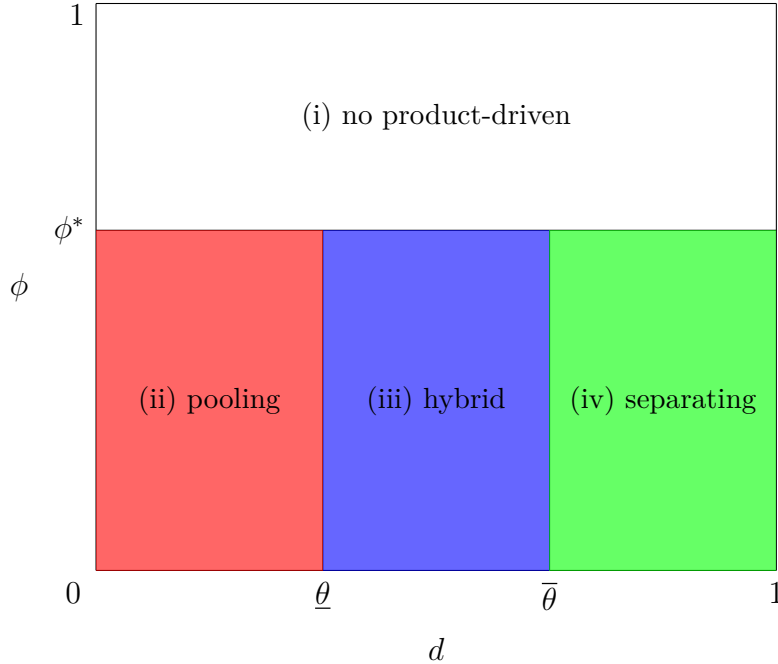 1
(i) no product-driven
ϕ*
ϕ
(ii) pooling
(iii) hybrid
(iv) separating
0
θ̲
θ̅
1
d